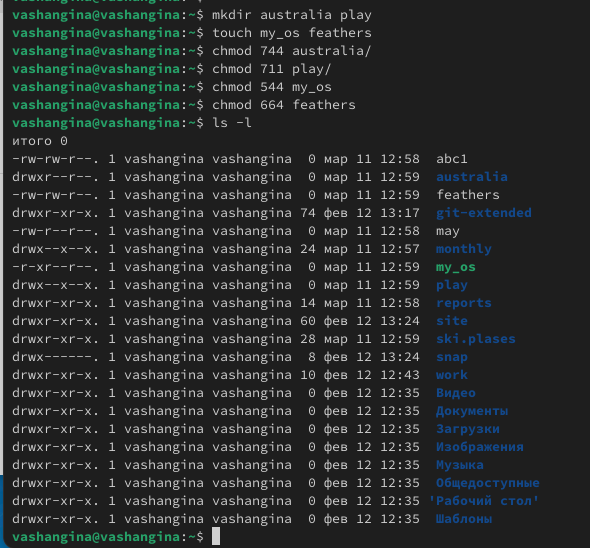 vashangina@vashangina:~$ mkdir australia play
vashangina@vashangina:~$ touch my_os feathers
vashangina@vashangina:~$ chmod 744 australia/
vashangina@vashangina:~$ chmod 711 play/
vashangina@vashangina:~$ chmod 544 my_os
vashangina@vashangina:~$ chmod 664 feathers
vashangina@vashangina:~$ ls -l
итого 0
-rw-rw-r--. 1 vashangina vashangina  0 мар 11 12:58  abc1
drwxr--r--. 1 vashangina vashangina  0 мар 11 12:59  australia
-rw-rw-r--. 1 vashangina vashangina  0 мар 11 12:59  feathers
drwxr-xr-x. 1 vashangina vashangina 74 фев 12 13:17  git-extended
-rw-r--r--. 1 vashangina vashangina  0 мар 11 12:58  may
drwx--x--x. 1 vashangina vashangina 24 мар 11 12:57  monthly
-r-xr--r--. 1 vashangina vashangina  0 мар 11 12:59  my_os
drwx--x--x. 1 vashangina vashangina  0 мар 11 12:59  play
drwxr-xr-x. 1 vashangina vashangina 14 мар 11 12:58  reports
drwxr-xr-x. 1 vashangina vashangina 60 фев 12 13:24  site
drwxr-xr-x. 1 vashangina vashangina 28 мар 11 12:59  ski.plases
drwx------. 1 vashangina vashangina  8 фев 12 13:24  snap
drwxr-xr-x. 1 vashangina vashangina 10 фев 12 12:43  work
drwxr-xr-x. 1 vashangina vashangina  0 фев 12 12:35  Видео
drwxr-xr-x. 1 vashangina vashangina  0 фев 12 12:35  Документы
drwxr-xr-x. 1 vashangina vashangina  0 фев 12 12:35  Загрузки
drwxr-xr-x. 1 vashangina vashangina  0 фев 12 12:35  Изображения
drwxr-xr-x. 1 vashangina vashangina  0 фев 12 12:35  Музыка
drwxr-xr-x. 1 vashangina vashangina  0 фев 12 12:35  Общедоступные
drwxr-xr-x. 1 vashangina vashangina  0 фев 12 12:35 'Рабочий стол'
drwxr-xr-x. 1 vashangina vashangina  0 фев 12 12:35  Шаблоны
vashangina@vashangina:~$